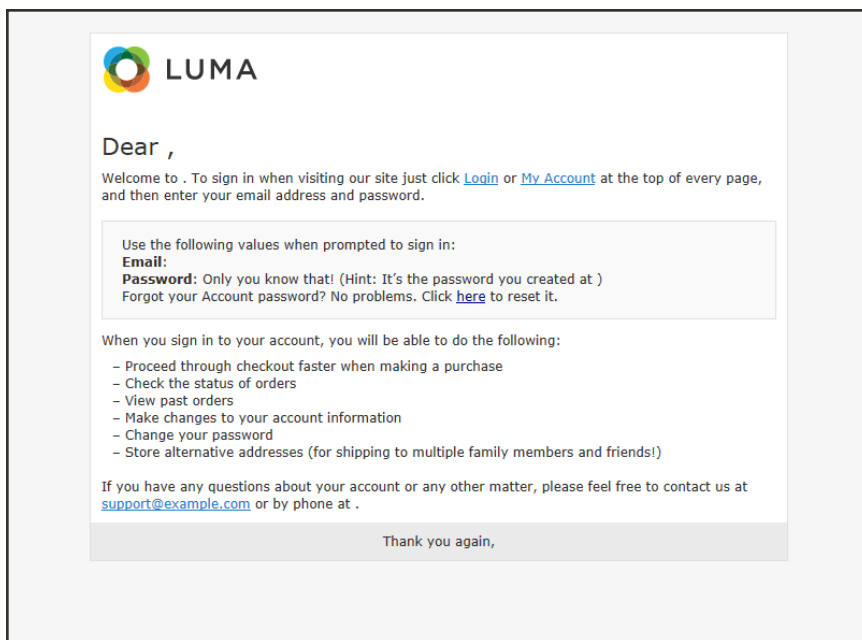 LUMA
Dear ,
Welcome to . To sign in when visiting our site just click Login or My Account at the top of every page,
and then enter your email address and password.
Use the following values when prompted to sign in:
Email:
Password: Only you know that! (Hint: It’s the password you created at )
Forgot your Account password? No problems. Click here to reset it.
When you sign in to your account, you will be able to do the following:
– Proceed through checkout faster when making a purchase
– Check the status of orders
– View past orders
– Make changes to your account information
– Change your password
– Store alternative addresses (for shipping to multiple family members and friends!)
If you have any questions about your account or any other matter, please feel free to contact us at
support@example.com or by phone at .
Thank you again,